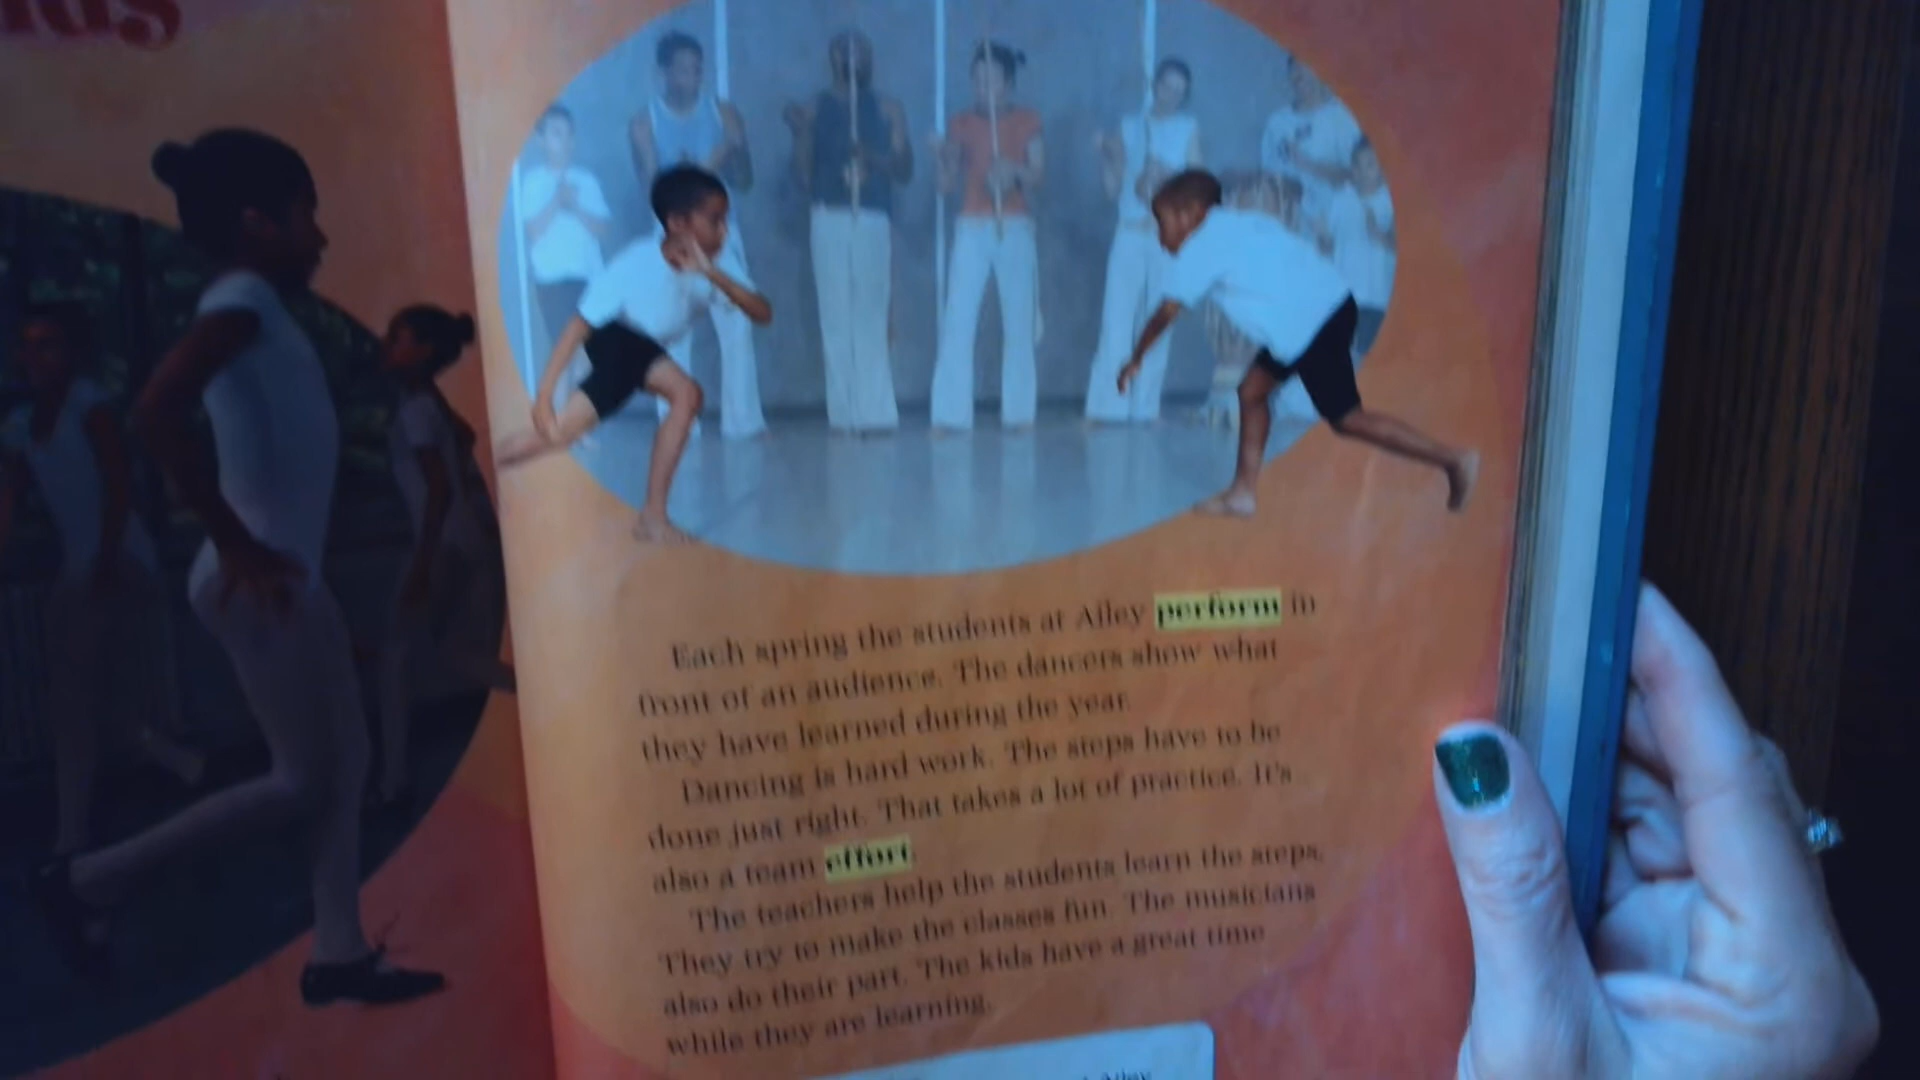 Each spring the students at Ailey perform in
front of an audience. The dancers show what
they have learned during the year.
Dancing is hard work. The steps have to be
done just right. That takes a lot of practice. It's
also a team effort.
The teachers help the students learn the steps.
They try to make the classes fun. The musicians
also do their part. The kids have a great time
while they are learning.
Ailey